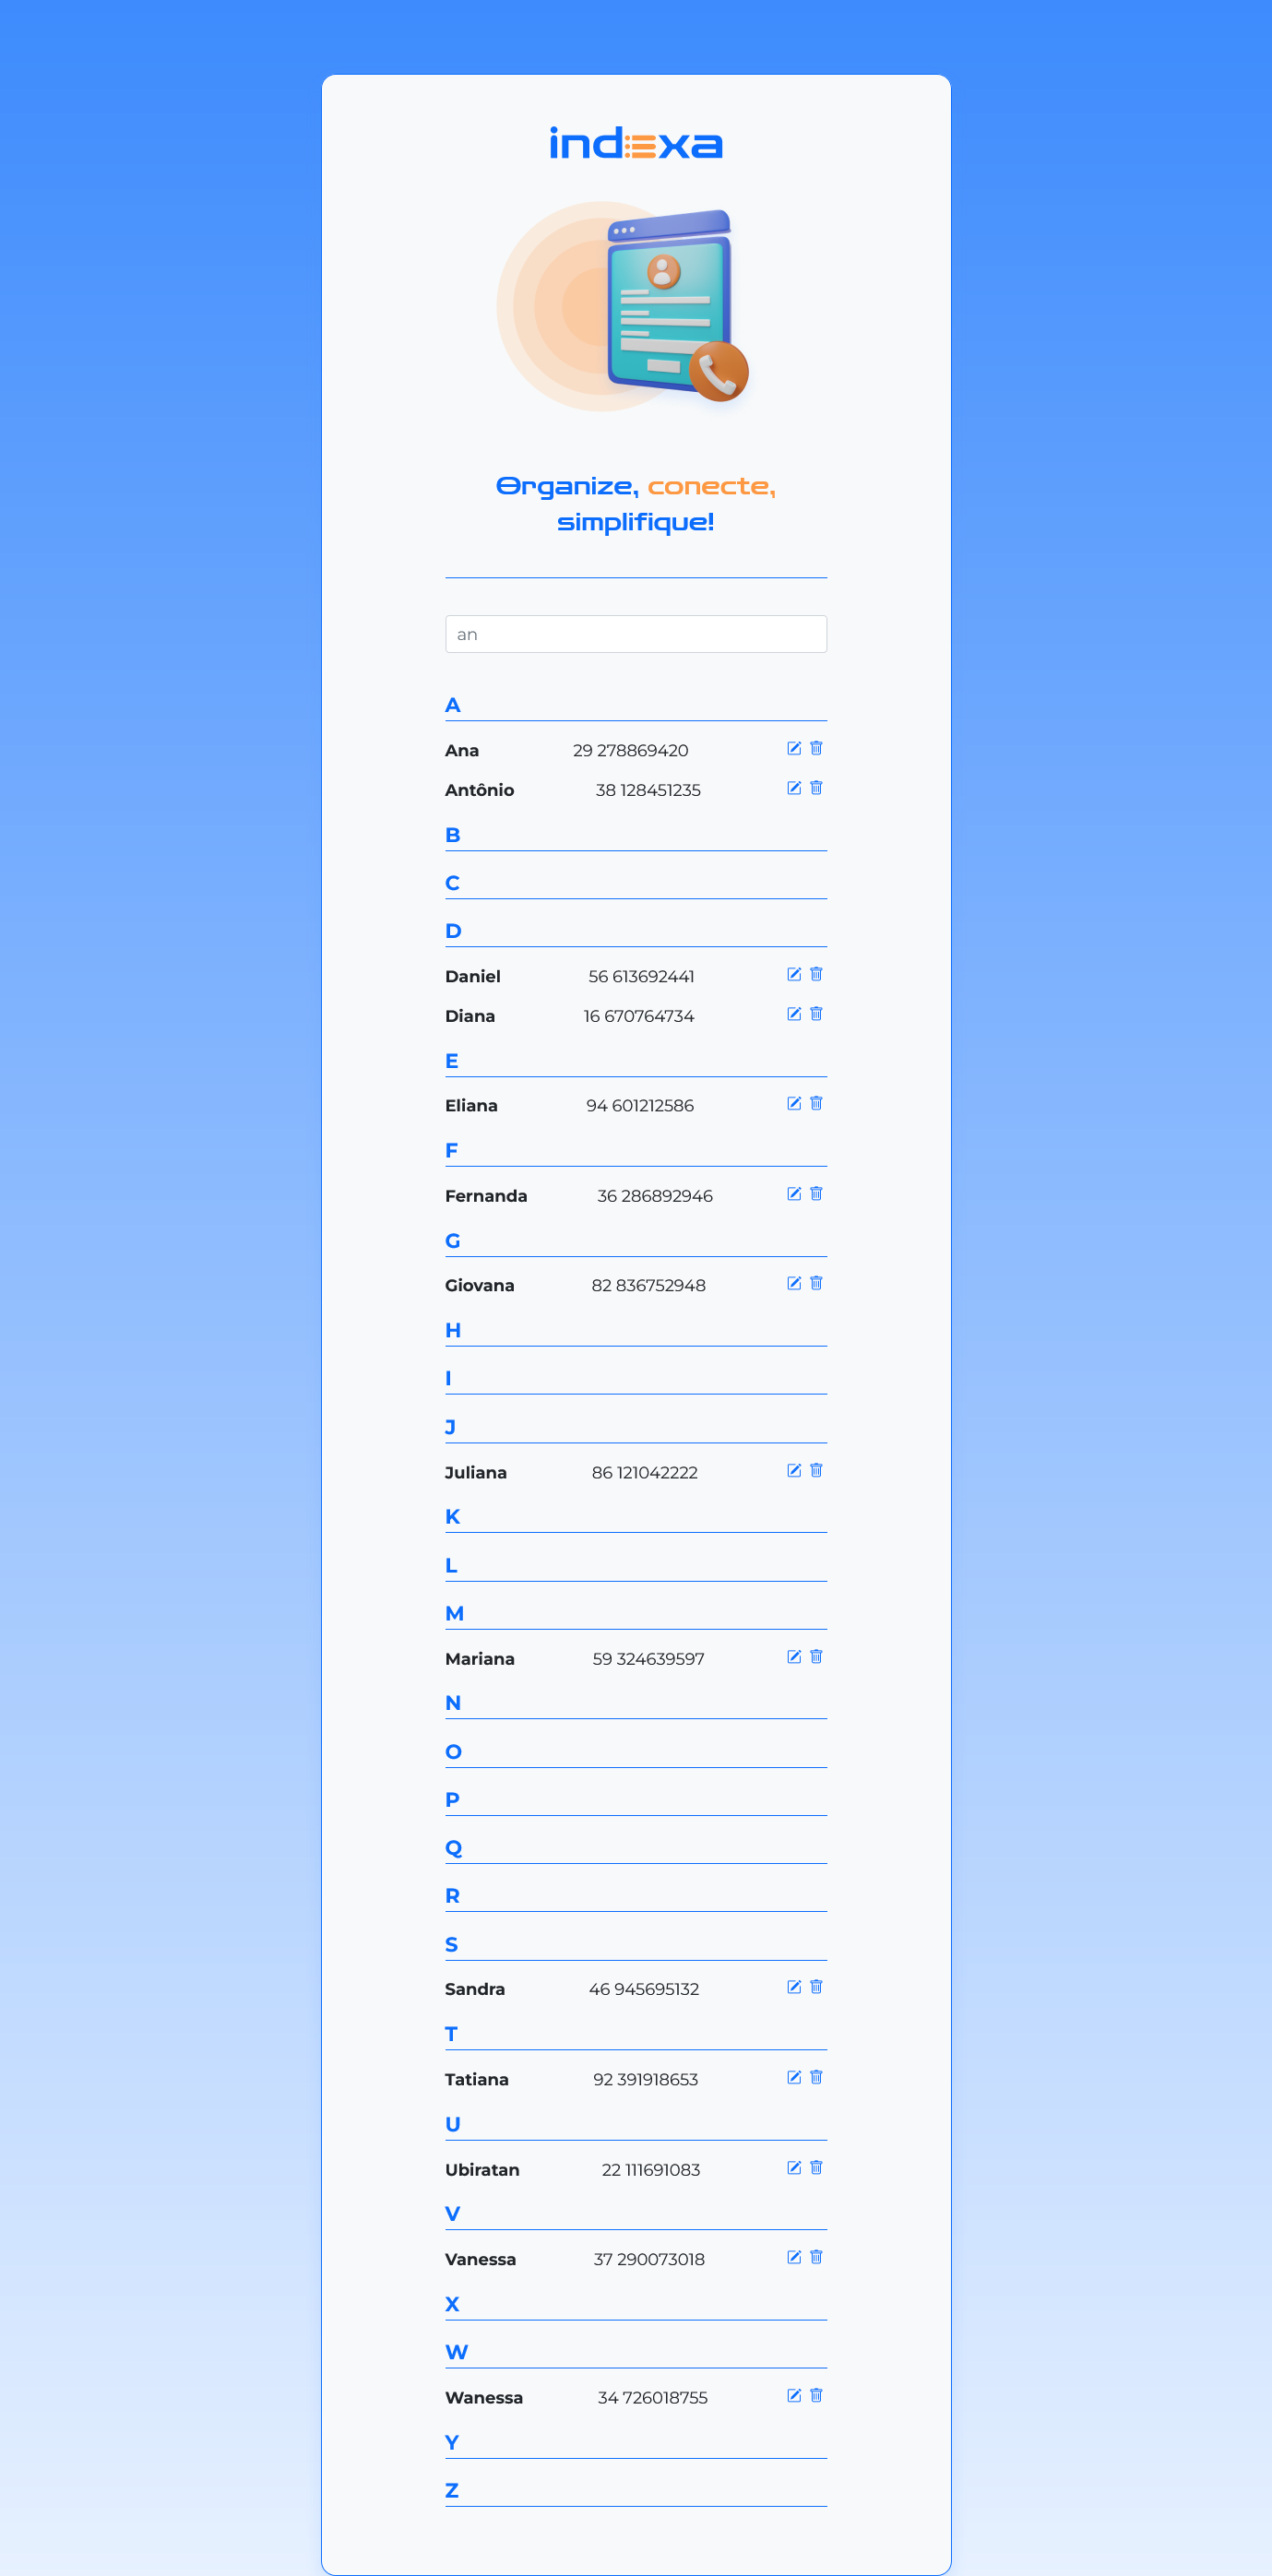 indexa
Organize, conecte,
simplifique!
an
A
Ana 29 278869420
Antônio 38 128451235
B
C
D
Daniel 56 613692441
Diana 16 670764734
E
Eliana 94 601212586
F
Fernanda 36 286892946
G
Giovana 82 836752948
H
I
J
Juliana 86 121042222
K
L
M
Mariana 59 324639597
N
O
P
Q
R
S
Sandra 46 945695132
T
Tatiana 92 391918653
U
Ubiratan 22 111691083
V
Vanessa 37 290073018
X
W
Wanessa 34 726018755
Y
Z